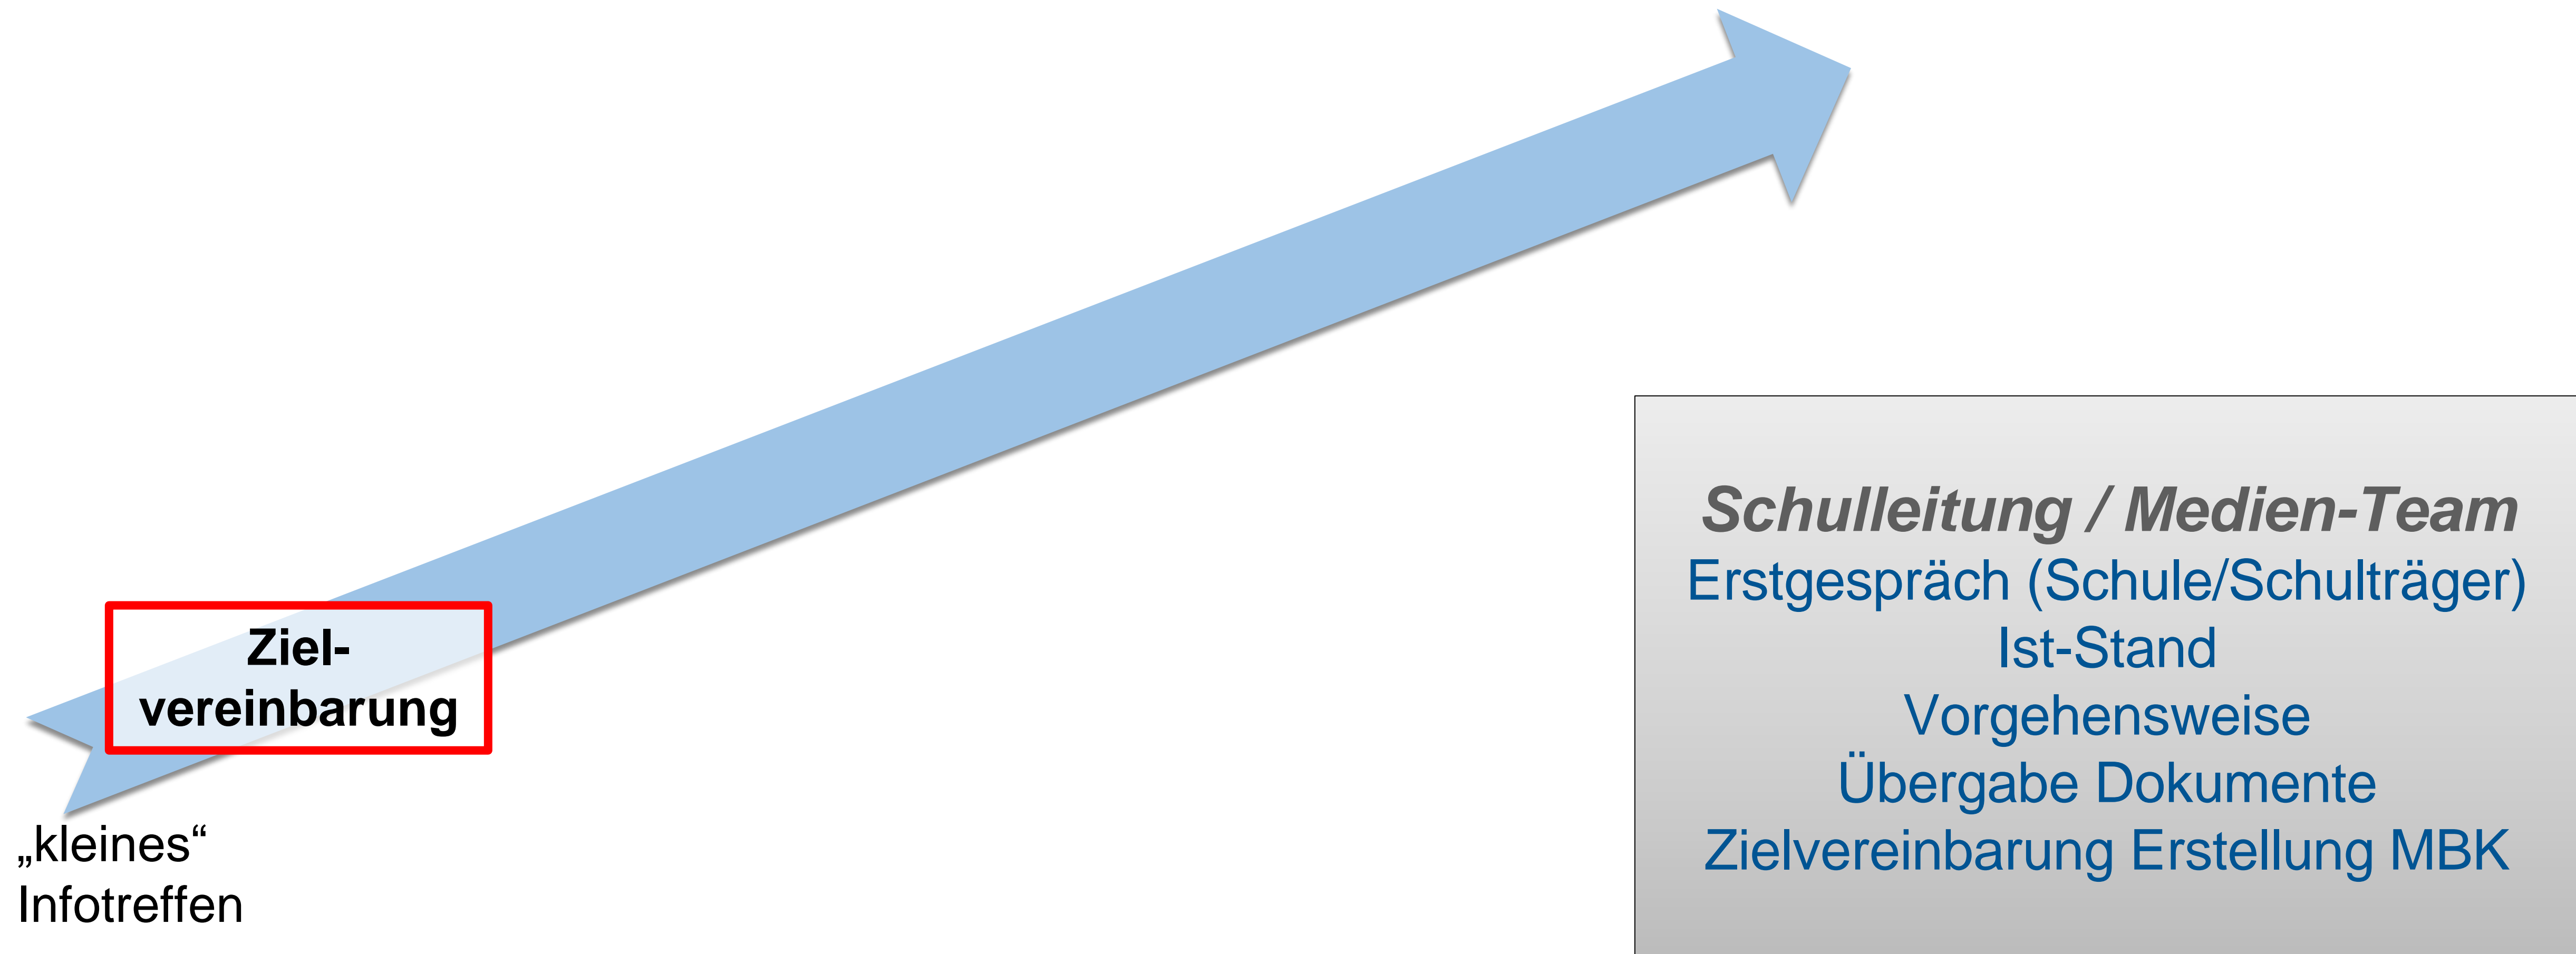 Ziel-
vereinbarung
„kleines“
Infotreffen
Schulleitung / Medien-Team
Erstgespräch (Schule/Schulträger)
Ist-Stand
Vorgehensweise
Übergabe Dokumente
Zielvereinbarung Erstellung MBK